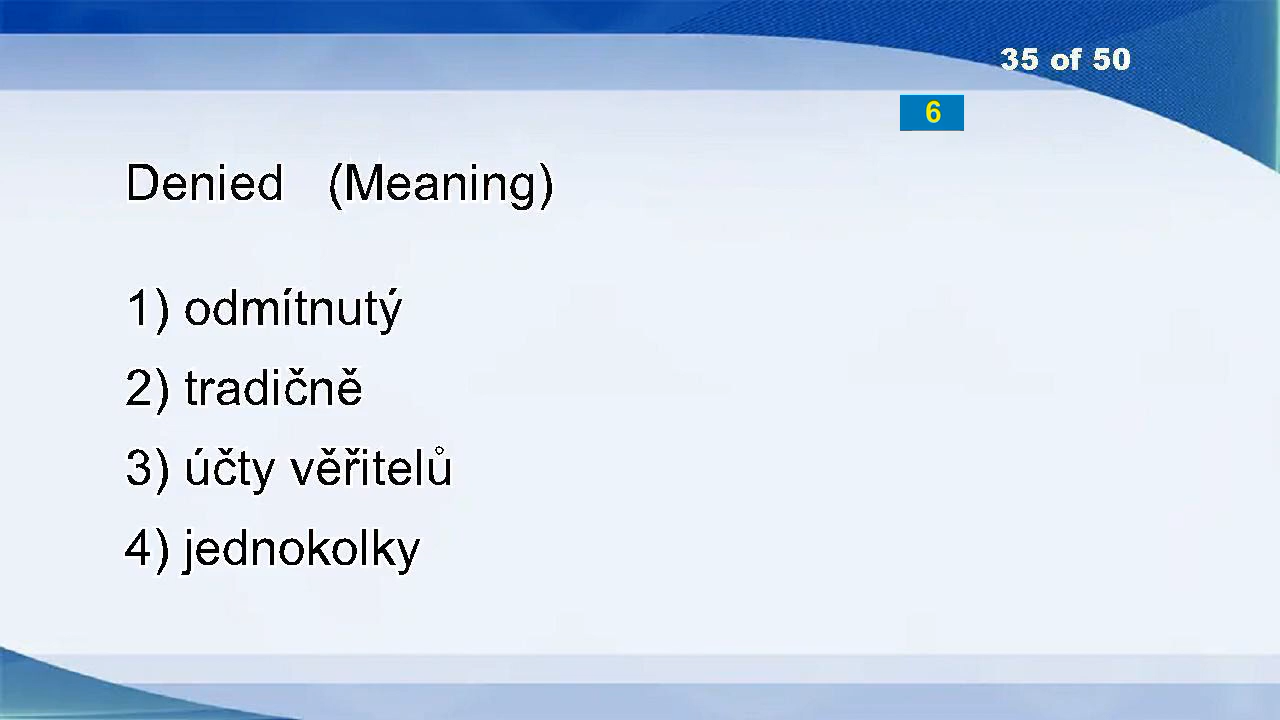 35 of 50
6
Denied (Meaning)
1) odmítnutý
2) tradičně
3) účty věřitelů
4) jednokolky